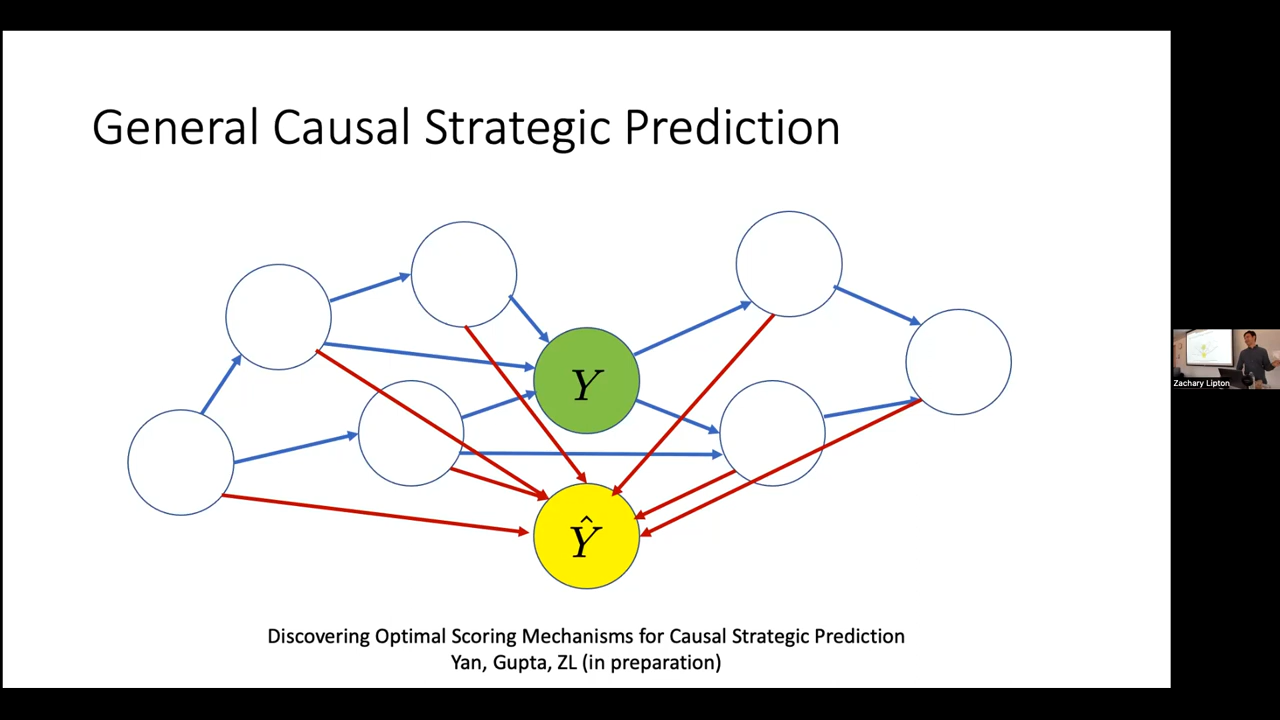 General Causal Strategic Prediction
Y
Ŷ
Discovering Optimal Scoring Mechanisms for Causal Strategic Prediction
Yan, Gupta, ZL (in preparation)
Zachary Lipton